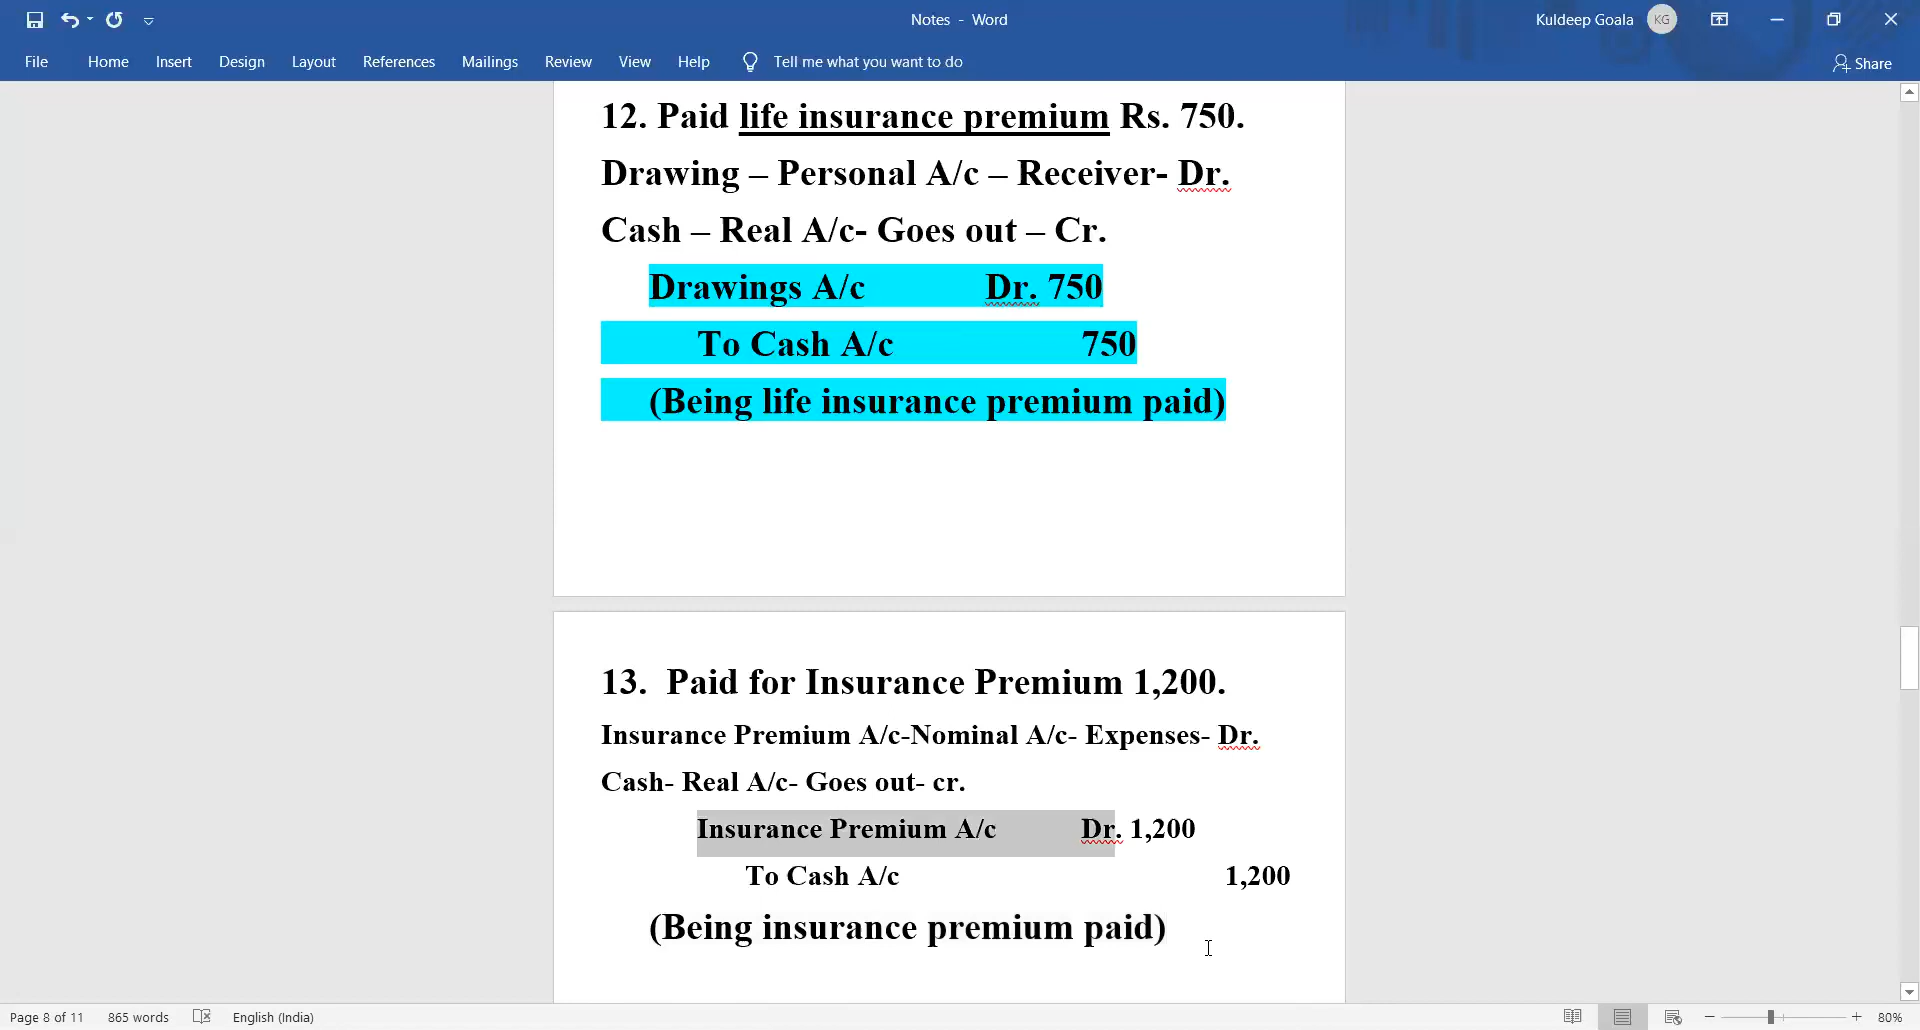 Notes - Word
Kuldeep Goala KG
File Home Insert Design Layout References Mailings Review View Help Tell me what you want to do Share
12. Paid life insurance premium Rs. 750.
Drawing – Personal A/c – Receiver- Dr.
Cash – Real A/c- Goes out – Cr.
Drawings A/c Dr. 750
To Cash A/c 750
(Being life insurance premium paid)
13. Paid for Insurance Premium 1,200.
Insurance Premium A/c-Nominal A/c- Expenses- Dr.
Cash- Real A/c- Goes out- cr.
Insurance Premium A/c Dr. 1,200
To Cash A/c 1,200
(Being insurance premium paid)
Page 8 of 11 865 words English (India) 80%